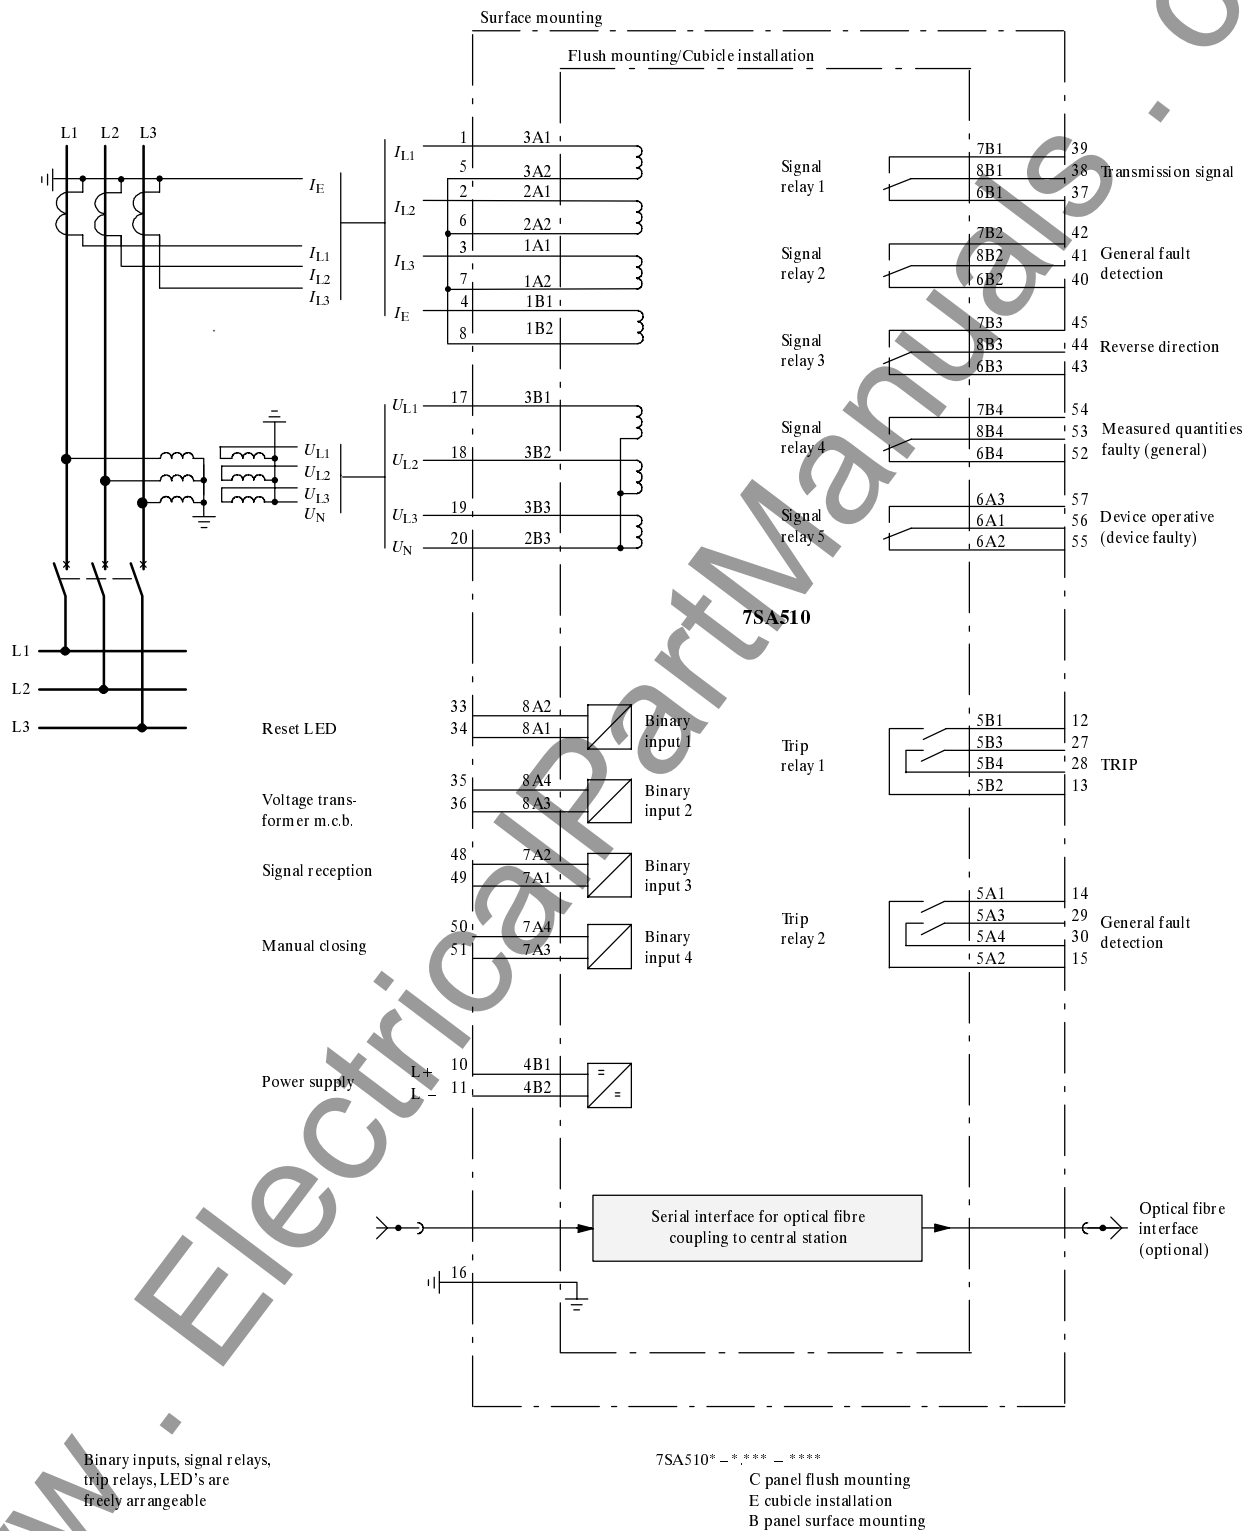 Surface mounting
Flush mounting/Cubicle installation
L1 L2 L3
IE
IL1
IL2
IL3
IL1
IL2
IL3
IE
1 3A1
5 3A2
2 2A1
6 2A2
3 1A1
7 1A2
4 1B1
8 1B2
UL1
UL2
UL3
UN
UL1 17 3B1
UL2 18 3B2
UL3 19 3B3
UN 20 2B3
L1
L2
L3
Signal
relay 1
7B1 39
8B1 38
6B1 37
Transmission signal
Signal
relay 2
7B2 42
8B2 41
6B2 40
General fault
detection
Signal
relay 3
7B3 45
8B3 44
6B3 43
Reverse direction
Signal
relay 4
7B4 54
8B4 53
6B4 52
Measured quantities
faulty (general)
Signal
relay 5
6A3 57
6A1 56
6A2 55
Device operative
(device faulty)
7SA510
Reset LED
33 8A2
34 8A1
Binary
input 1
Voltage trans-
former m.c.b.
35 8A4
36 8A3
Binary
input 2
Signal reception
48 7A2
49 7A1
Binary
input 3
Manual closing
50 7A4
51 7A3
Binary
input 4
Trip
relay 1
5B1 12
5B3 27
5B4 28
5B2 13
TRIP
Trip
relay 2
5A1 14
5A3 29
5A4 30
5A2 15
General fault
detection
Power supply
L+ 10 4B1
L – 11 4B2
=
=
Serial interface for optical fibre
coupling to central station
Optical fibre
interface
(optional)
16
Binary inputs, signal relays,
trip relays, LED's are
freely arrangeable
7SA510* – *.*** – ****
C panel flush mounting
E cubicle installation
B panel surface mounting
w . ElectricalPartManuals . o